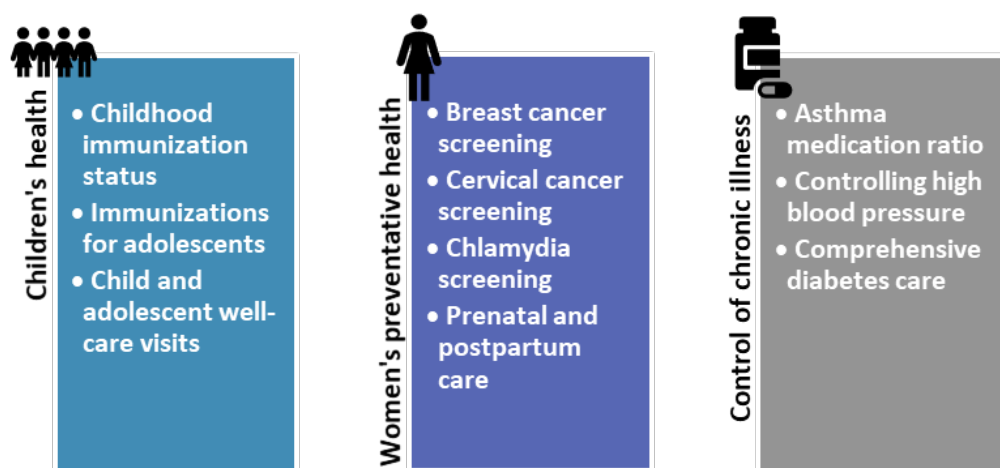 Children's health
• Childhood
immunization
status
• Immunizations
for adolescents
• Child and
adolescent well-
care visits
Women's preventative health
• Breast cancer
screening
• Cervical cancer
screening
• Chlamydia
screening
• Prenatal and
postpartum
care
Control of chronic illness
• Asthma
medication ratio
• Controlling high
blood pressure
• Comprehensive
diabetes care